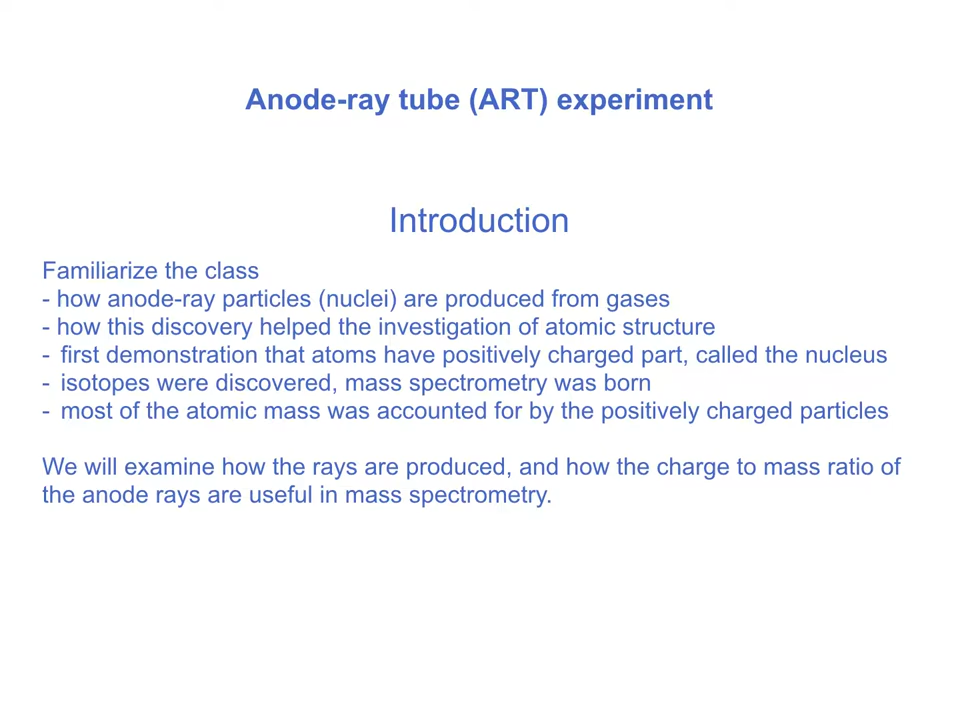 Anode-ray tube (ART) experiment
Introduction
Familiarize the class
- how anode-ray particles (nuclei) are produced from gases
- how this discovery helped the investigation of atomic structure
- first demonstration that atoms have positively charged part, called the nucleus
- isotopes were discovered, mass spectrometry was born
- most of the atomic mass was accounted for by the positively charged particles
We will examine how the rays are produced, and how the charge to mass ratio of
the anode rays are useful in mass spectrometry.